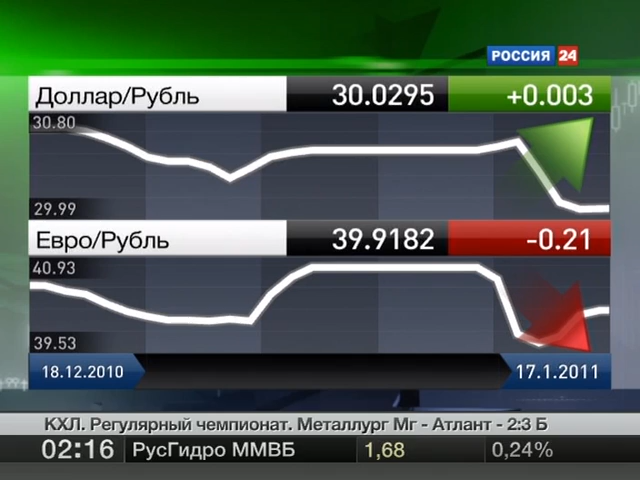 РОССИЯ 24
Доллар/Рубль 30.0295 +0.003
30.80
29.99
Евро/Рубль 39.9182 -0.21
40.93
39.53
18.12.2010 17.1.2011
КХЛ. Регулярный чемпионат. Металлург Мг - Атлант - 2:3 Б
02:16 РусГидро ММВБ 1,68 0,24%